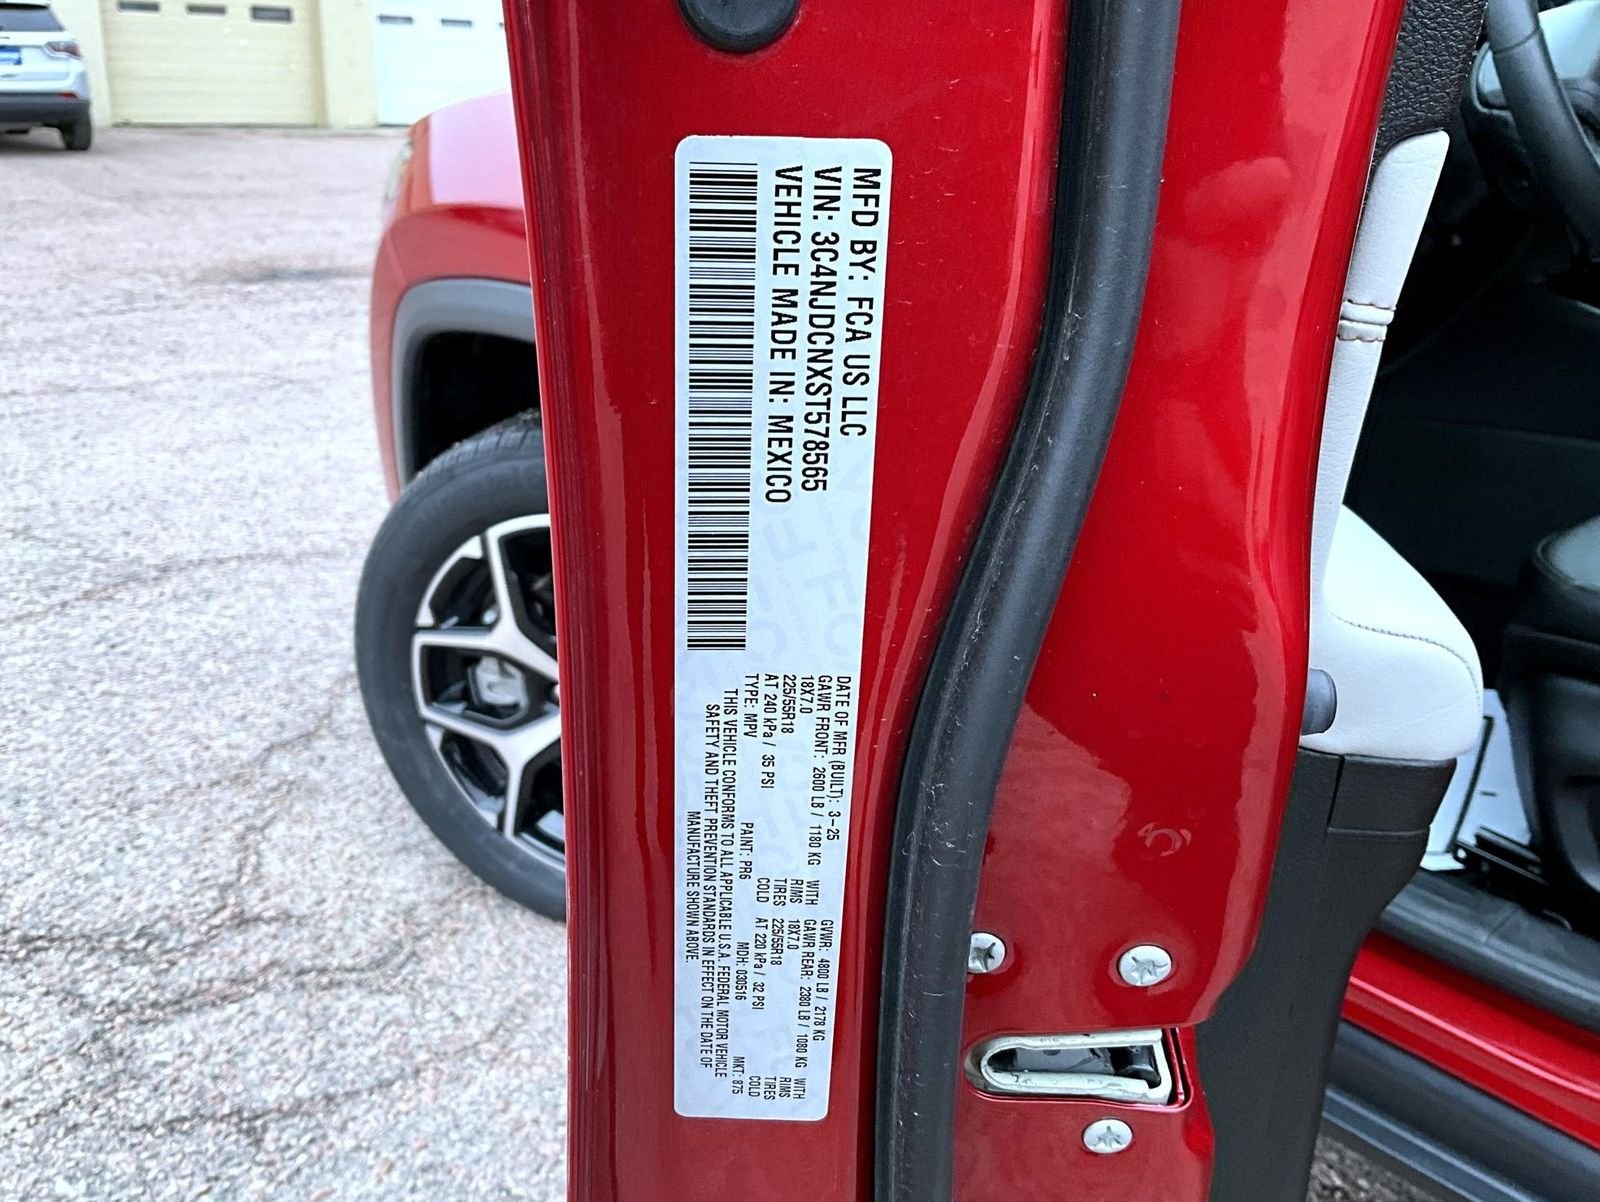 MFD BY: FCA US LLC
VIN: 3C4NJDCNXST578565
VEHICLE MADE IN: MEXICO
DATE OF MFR (BUILT): 3-25 GVWR: 4800 LB / 2178 KG
GAWR FRONT: 2600 LB / 1180 KG WITH GAWR REAR: 2380 LB / 1080 KG WITH
18X7.0 RIMS 18X7.0 RIMS
225/55R18 TIRES 225/55R18 TIRES
AT 240 kPa / 35 PSI COLD AT 220 kPa / 32 PSI COLD
TYPE: MPV PAINT: PR6 MDH: 030516 MKT: 875
THIS VEHICLE CONFORMS TO ALL APPLICABLE U.S.A. FEDERAL MOTOR VEHICLE
SAFETY AND THEFT PREVENTION STANDARDS IN EFFECT ON THE DATE OF
MANUFACTURE SHOWN ABOVE.